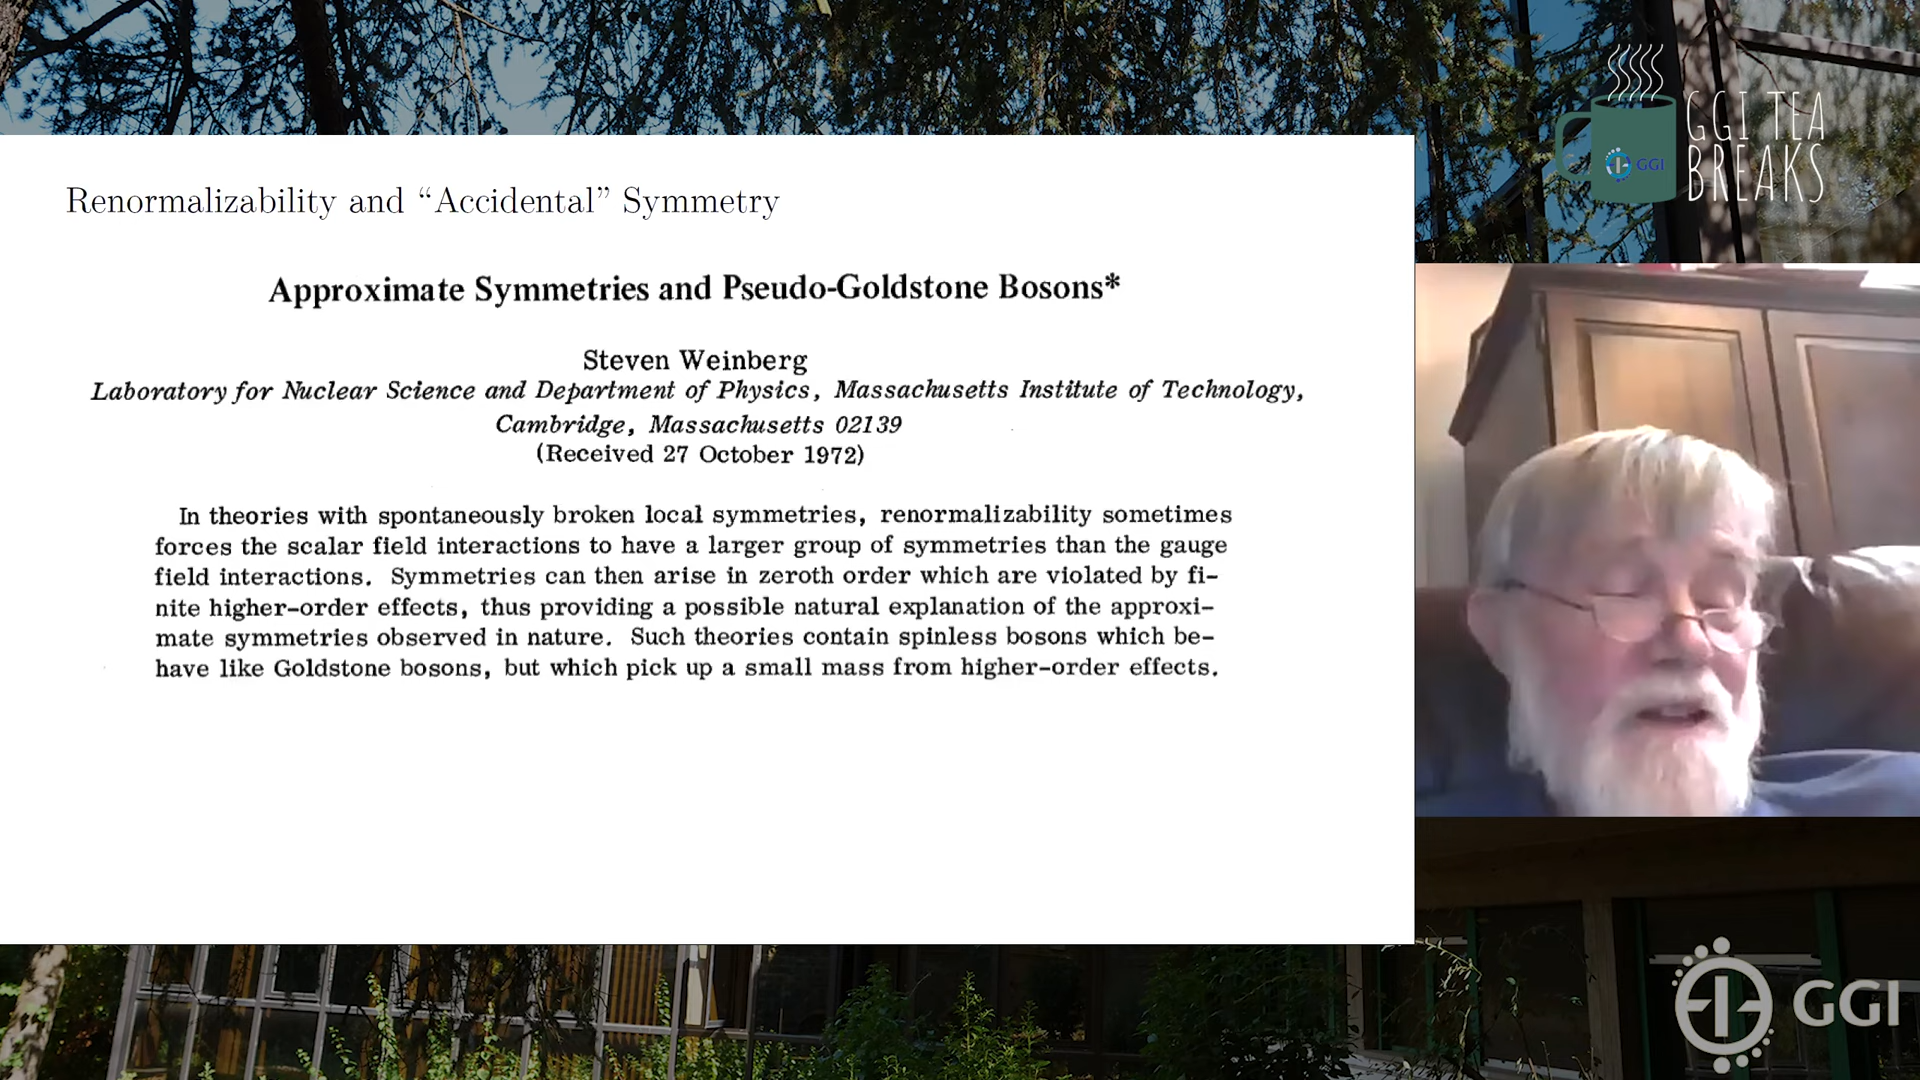 GGI TEA
BREAKS
GGI
Renormalizability and “Accidental” Symmetry
Approximate Symmetries and Pseudo-Goldstone Bosons*
Steven Weinberg
Laboratory for Nuclear Science and Department of Physics, Massachusetts Institute of Technology,
Cambridge, Massachusetts 02139
(Received 27 October 1972)
In theories with spontaneously broken local symmetries, renormalizability sometimes
forces the scalar field interactions to have a larger group of symmetries than the gauge
field interactions. Symmetries can then arise in zeroth order which are violated by fi-
nite higher-order effects, thus providing a possible natural explanation of the approxi-
mate symmetries observed in nature. Such theories contain spinless bosons which be-
have like Goldstone bosons, but which pick up a small mass from higher-order effects.
GGI